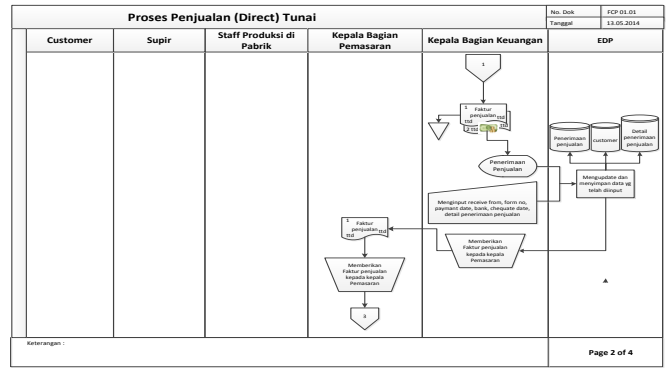 Proses Penjualan (Direct) Tunai
No. Dok
FCP 01.01
Tanggal
13.05.2014
Customer
Supir
Staff Produksi di
Pabrik
Kepala Bagian
Pemasaran
Kepala Bagian Keuangan
EDP
1
1 Faktur
penjualan
ttd
ttd
2 ttd
ttd
Penerimaan
Penjualan
Penerimaan
penjualan
customer
Detail
penerimaan
penjualan
Mengupdate dan
menyimpan data yg
telah diinput
Menginput receive from, form no,
paymant date, bank, chequate date,
detail penerimaan penjualan
1 Faktur
penjualan
ttd
ttd
Memberikan
Faktur penjualan
kepada kepala
Pemasaran
Memberikan
Faktur penjualan
kepada kepala
Pemasaran
3
Keterangan :
Page 2 of 4